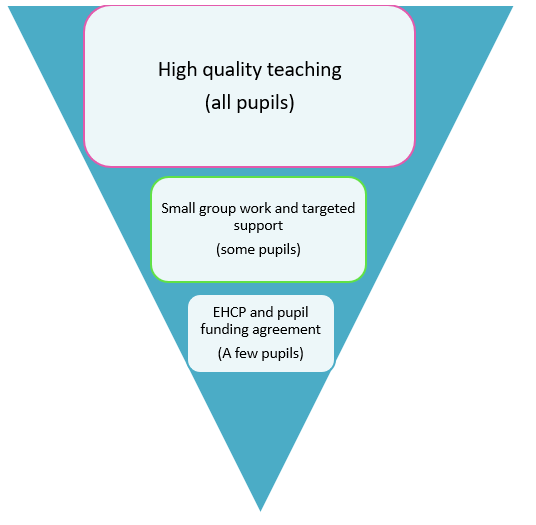 High quality teaching
(all pupils)
Small group work and targeted
support
(some pupils)
EHCP and pupil
funding agreement
(A few pupils)